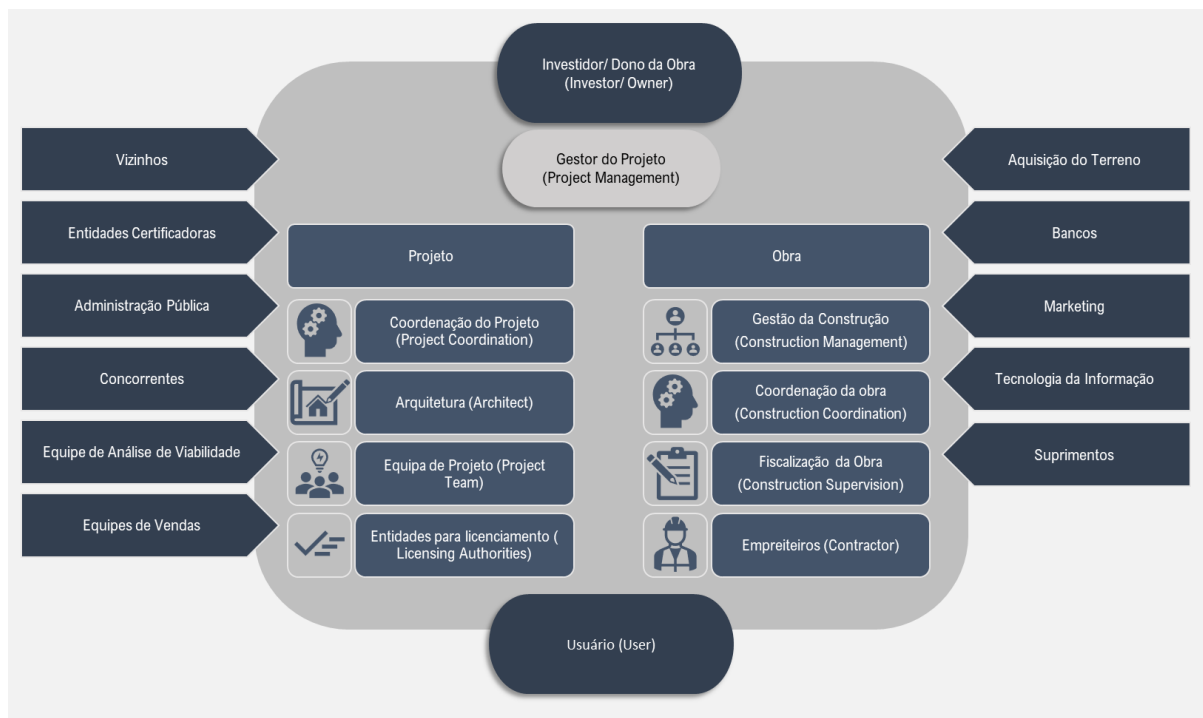 Investidor/ Dono da Obra
(Investor/ Owner)
Gestor do Projeto
(Project Management)
Vizinhos
Entidades Certificadoras
Administração Pública
Concorrentes
Equipe de Análise de Viabilidade
Equipes de Vendas
Projeto
Coordenação do Projeto
(Project Coordination)
Arquitetura (Architect)
Equipa de Projeto (Project
Team)
Entidades para licenciamento (
Licensing Authorities)
Obra
Gestão da Construção
(Construction Management)
Coordenação da obra
(Construction Coordination)
Fiscalização da Obra
(Construction Supervision)
Empreiteiros (Contractor)
Aquisição do Terreno
Bancos
Marketing
Tecnologia da Informação
Suprimentos
Usuário (User)